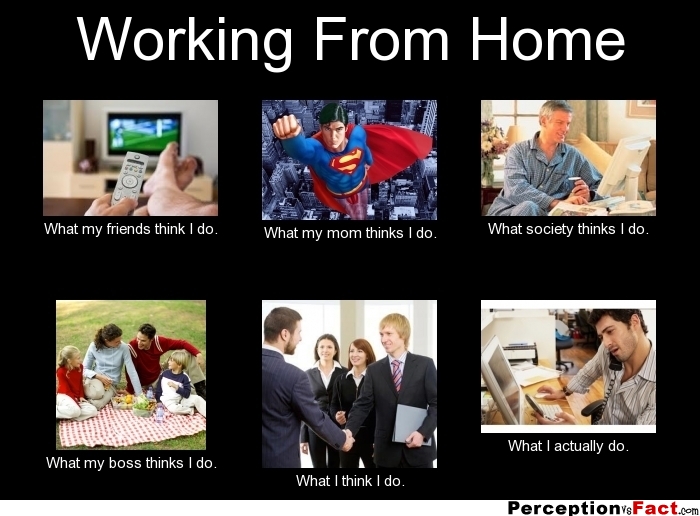 Working From Home
What my friends think I do.
What my mom thinks I do.
What society thinks I do.
What my boss thinks I do.
What I think I do.
What I actually do.
PerceptionvsFact.com